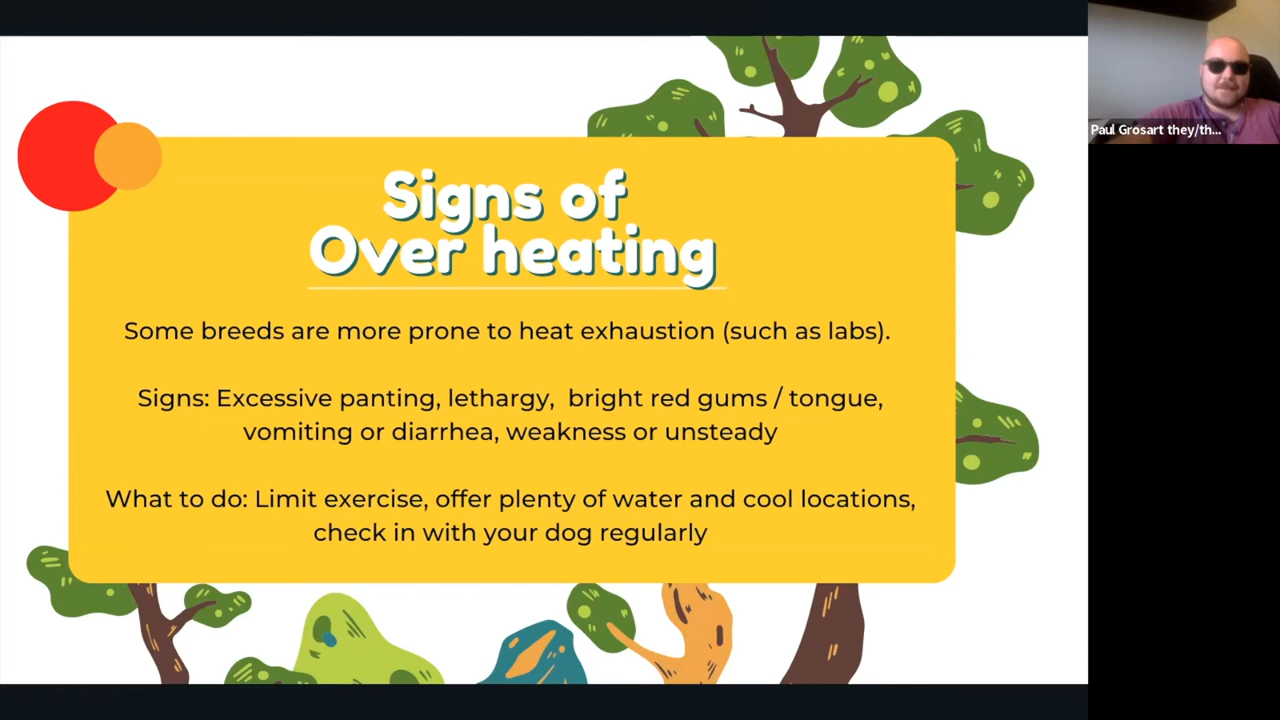 Signs of
Over heating
Some breeds are more prone to heat exhaustion (such as labs).
Signs: Excessive panting, lethargy,  bright red gums / tongue,
vomiting or diarrhea, weakness or unsteady
What to do: Limit exercise, offer plenty of water and cool locations,
check in with your dog regularly
Paul Grosart they/th...